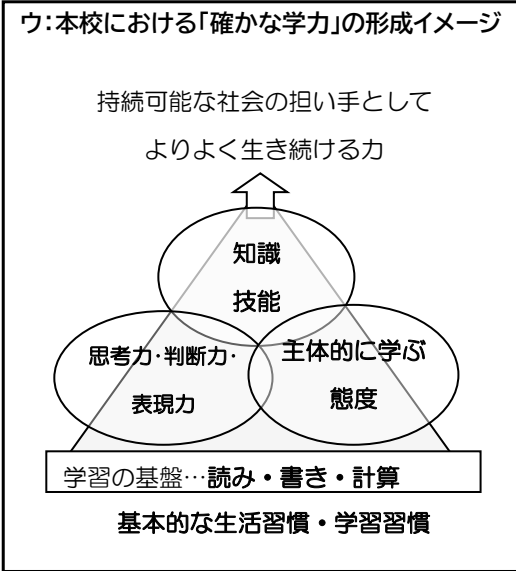 ウ：本校における「確かな学力」の形成イメージ
持続可能な社会の担い手として
よりよく生き続ける力
知識
技能
思考力・判断力・
表現力
主体的に学ぶ
態度
学習の基盤…読み・書き・計算
基本的な生活習慣・学習習慣